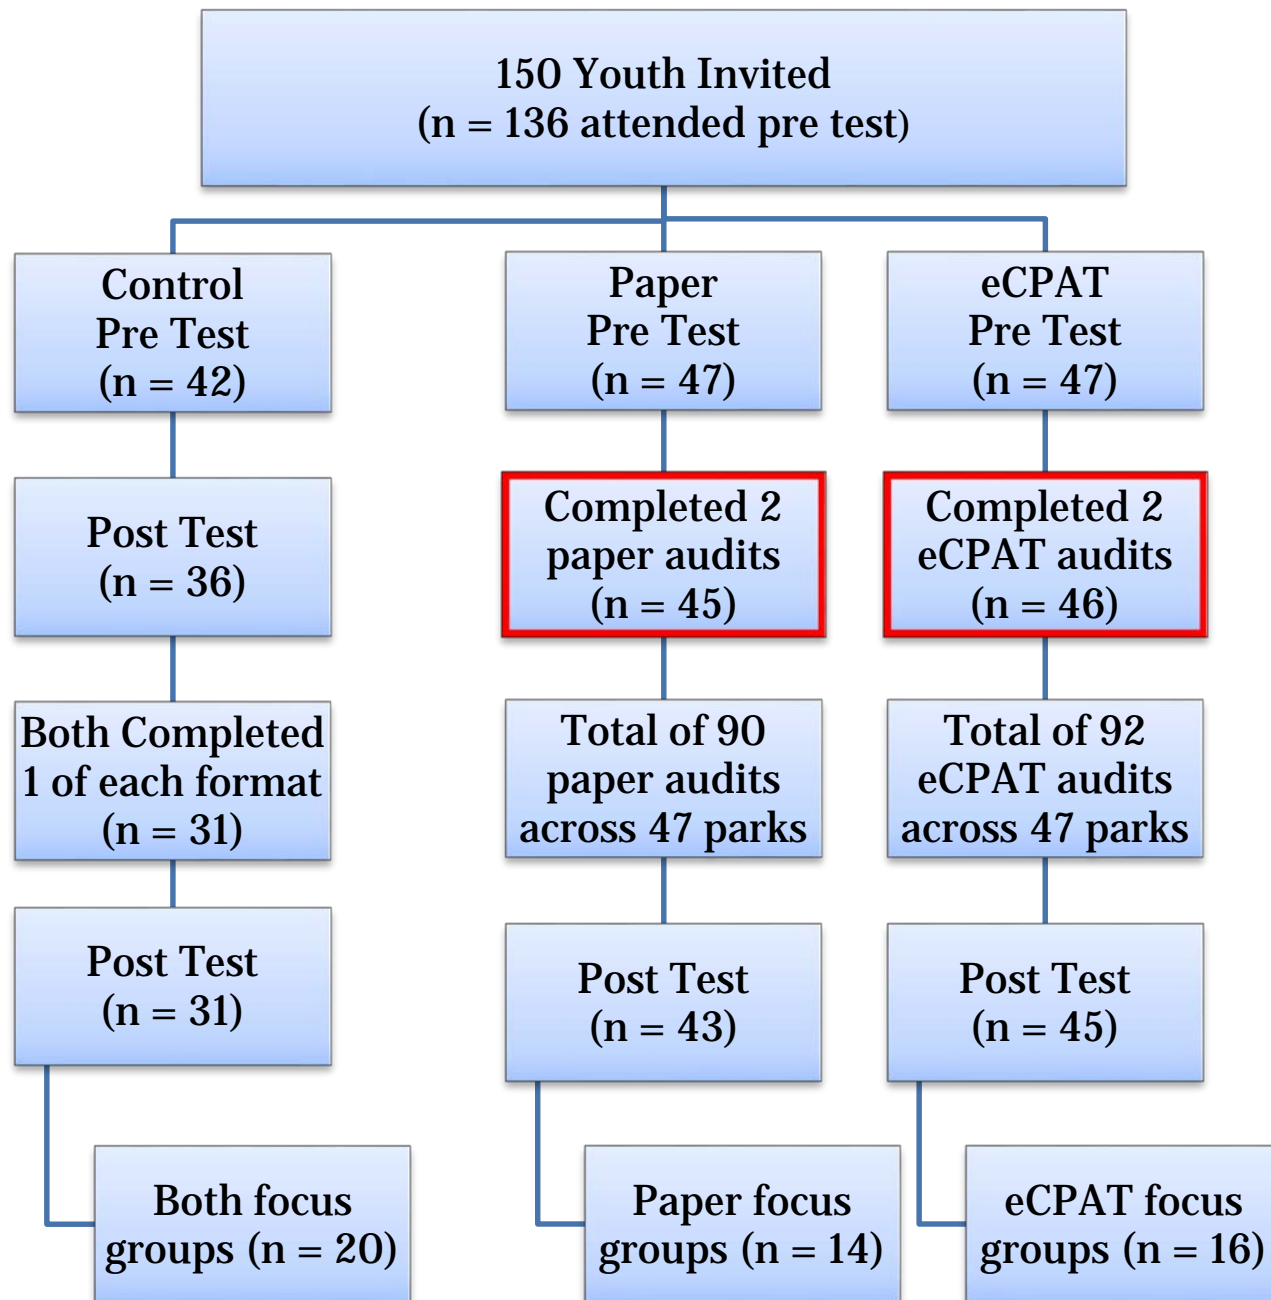 150 Youth Invited
(n = 136 attended pre test)
Control
Pre Test
(n = 42)
Paper
Pre Test
(n = 47)
eCPAT
Pre Test
(n = 47)
Post Test
(n = 36)
Completed 2
paper audits
(n = 45)
Completed 2
eCPAT audits
(n = 46)
Both Completed
1 of each format
(n = 31)
Total of 90
paper audits
across 47 parks
Total of 92
eCPAT audits
across 47 parks
Post Test
(n = 31)
Post Test
(n = 43)
Post Test
(n = 45)
Both focus
groups (n = 20)
Paper focus
groups (n = 14)
eCPAT focus
groups (n = 16)